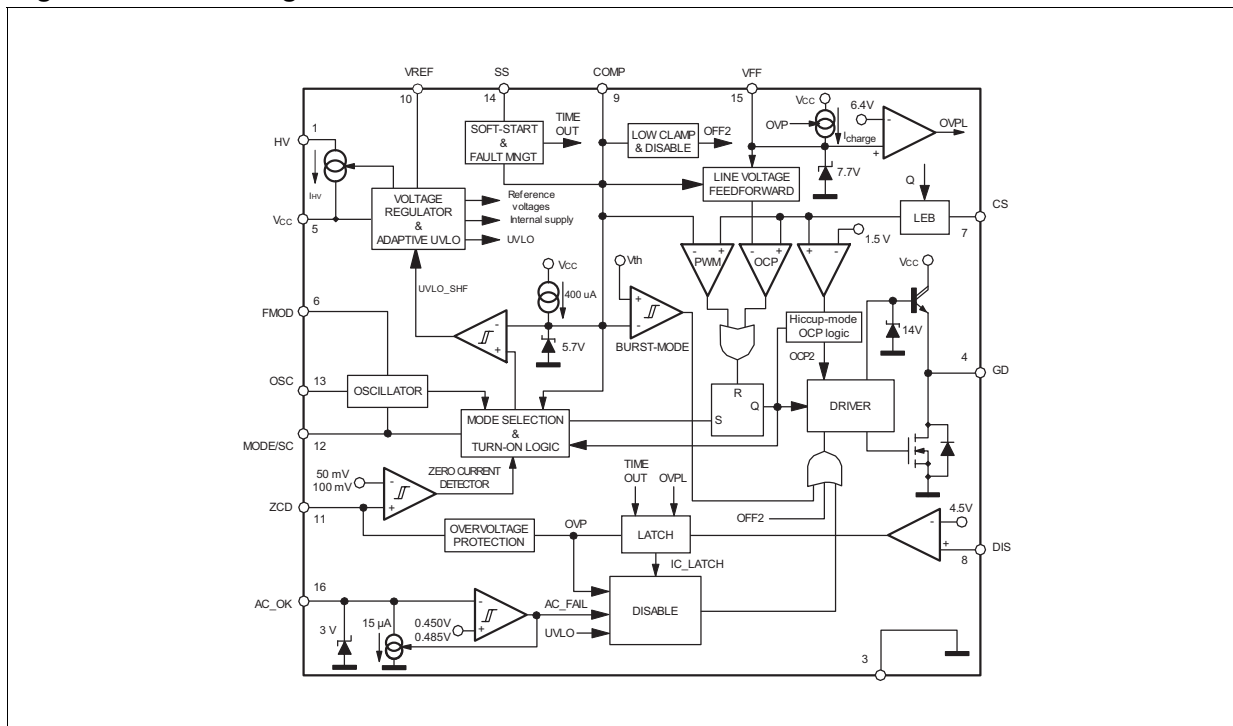 VREF
SS
COMP
VFF
10
14
9
15
1
HV
IHV
VCC
5
SOFT-START
&
FAULT MNGT
TIME
OUT
LOW CLAMP
& DISABLE
OFF2
VCC
OVP
Icharge
6.4V
-
+
OVPL
7.7V
LINE VOLTAGE
FEEDFORWARD
VOLTAGE
REGULATOR
&
ADAPTIVE UVLO
Reference
voltages
Internal supply
UVLO
Q
LEB
CS
7
1.5 V
- +
PWM
- +
OCP
+ -
UVLO_SHF
VCC
400 uA
Vth
+
-
BURST-MODE
-
+
5.7V
Hiccup-mode
OCP logic
OCP2
VCC
14V
4
GD
6
FMOD
OSC
13
OSCILLATOR
MODE/SC
12
MODE SELECTION
&
TURN-ON LOGIC
R
S
Q
DRIVER
50 mV
100 mV
-
+
ZERO CURRENT
DETECTOR
ZCD
11
OVERVOLTAGE
PROTECTION
OVP
TIME
OUT
OVPL
LATCH
IC_LATCH
OFF2
4.5V
-
+
DIS
8
16
AC_OK
3 V
15 µA
0.450V
0.485V
-
+
AC_FAIL
UVLO
DISABLE
3